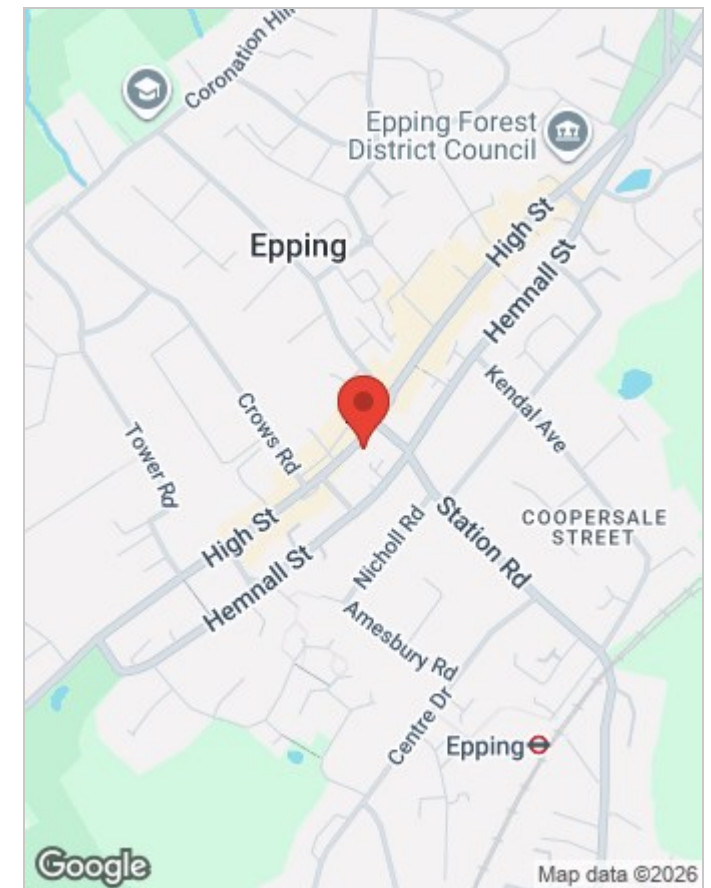 Coronation Hill
Epping Forest
District Council
Epping
High St
Hemnall St
Kendal Ave
Crows Rd
Tower Rd
High St
Hemnall St
Nicholl Rd
Station Rd
COOPERSALE
STREET
Amesbury Rd
Centre Dr
Epping
Google
Map data ©2026